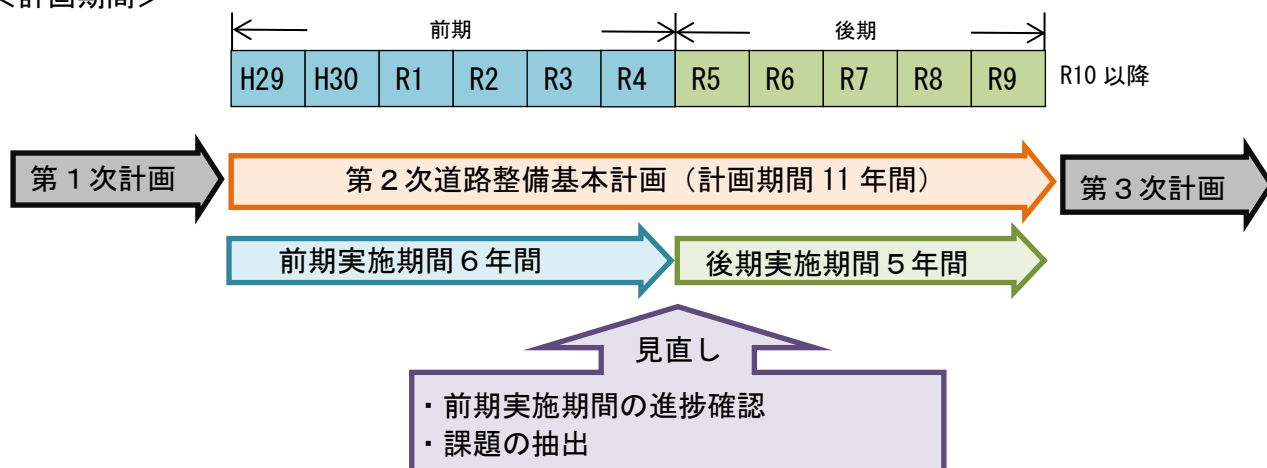 ＜計画期間＞
前期 後期
H29 H30 R1 R2 R3 R4 R5 R6 R7 R8 R9 R10 以降
第１次計画 第２次道路整備基本計画（計画期間 11 年間） 第３次計画
前期実施期間６年間 後期実施期間５年間
見直し
・前期実施期間の進捗確認
・課題の抽出